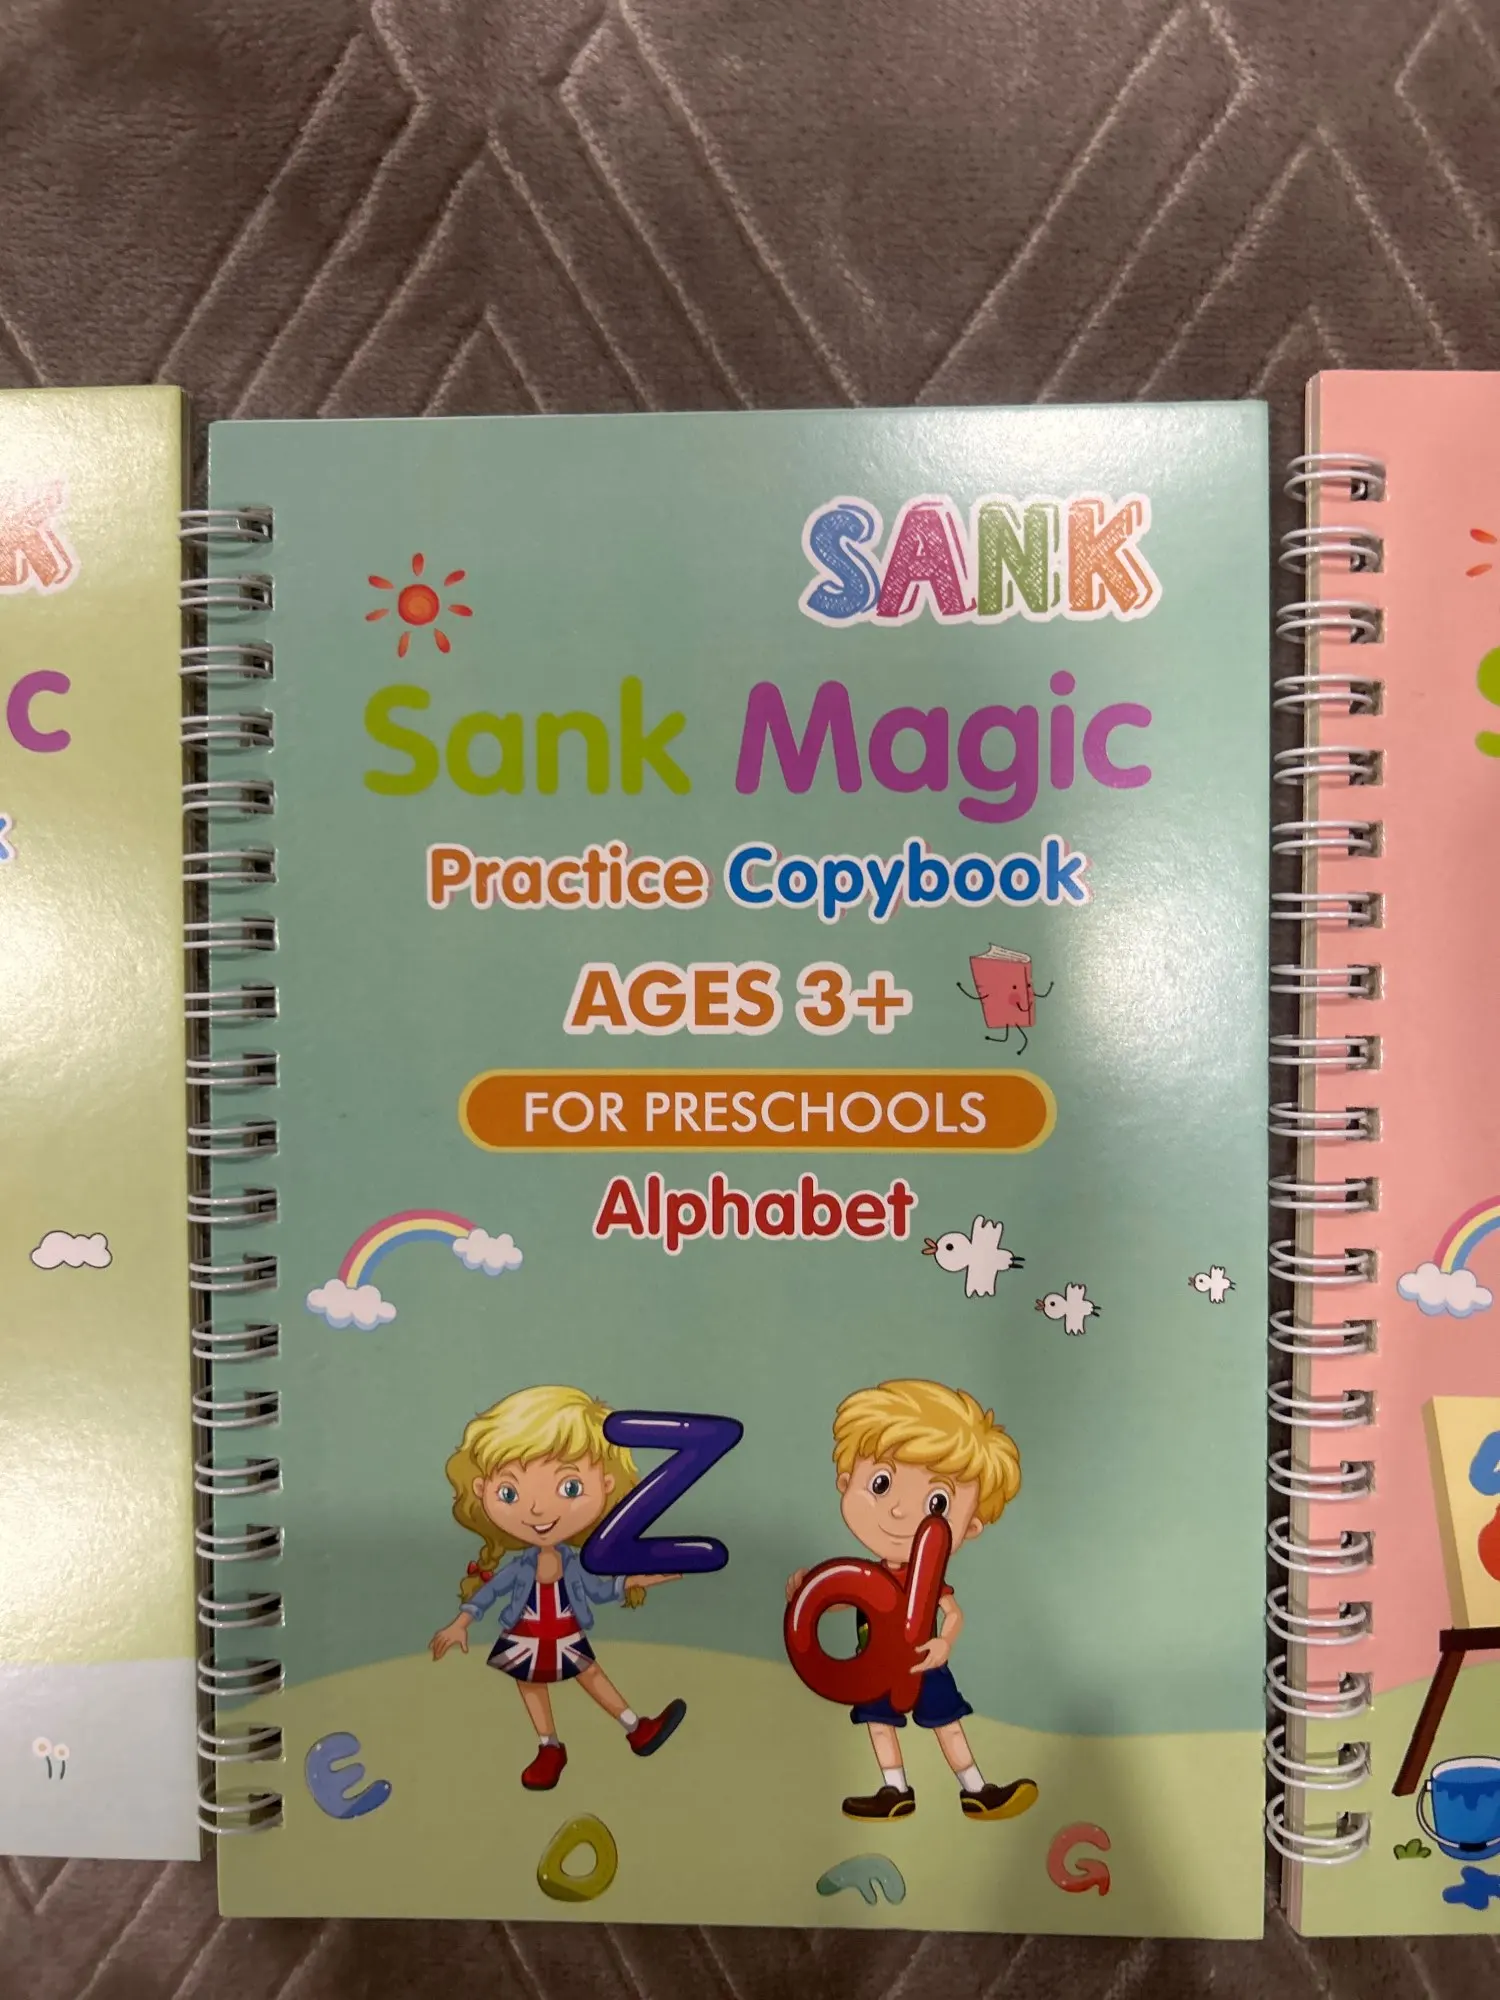 SANK
Sank Magic
Practice Copybook
AGES 3+
FOR PRESCHOOLS
Alphabet
Z d
E O F G
K
c
k
S